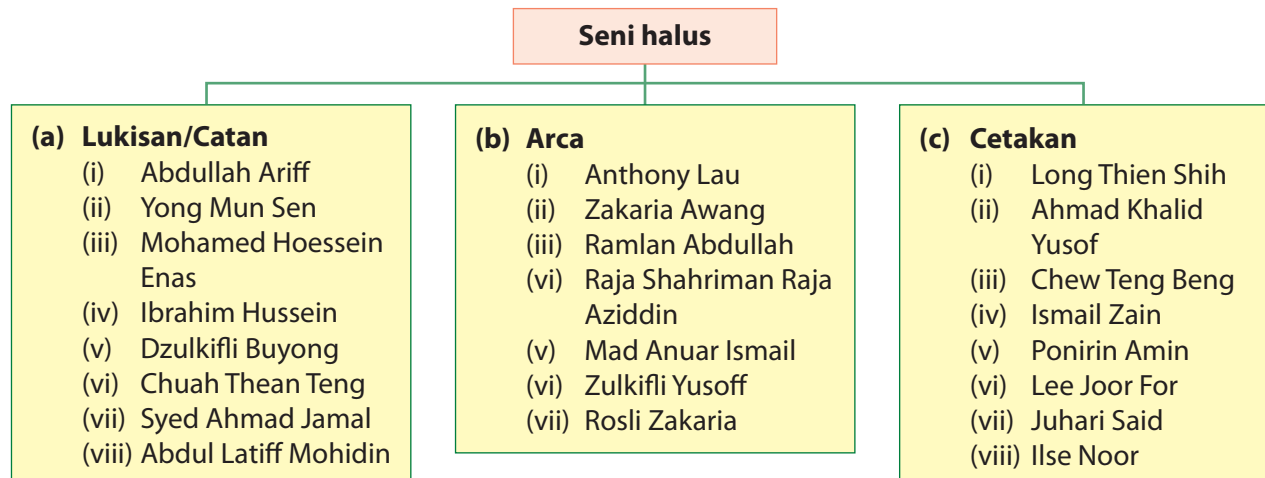 Seni halus
(a) Lukisan/Catan
(i) Abdullah Ariff
(ii) Yong Mun Sen
(iii) Mohamed Hoessein
Enas
(iv) Ibrahim Hussein
(v) Dzulkifli Buyong
(vi) Chuah Thean Teng
(vii) Syed Ahmad Jamal
(viii) Abdul Latiff Mohidin
(b) Arca
(i) Anthony Lau
(ii) Zakaria Awang
(iii) Ramlan Abdullah
(vi) Raja Shahriman Raja
Aziddin
(v) Mad Anuar Ismail
(vi) Zulkifli Yusoff
(vii) Rosli Zakaria
(c) Cetakan
(i) Long Thien Shih
(ii) Ahmad Khalid
Yusof
(iii) Chew Teng Beng
(iv) Ismail Zain
(v) Ponirin Amin
(vi) Lee Joor For
(vii) Juhari Said
(viii) Ilse Noor